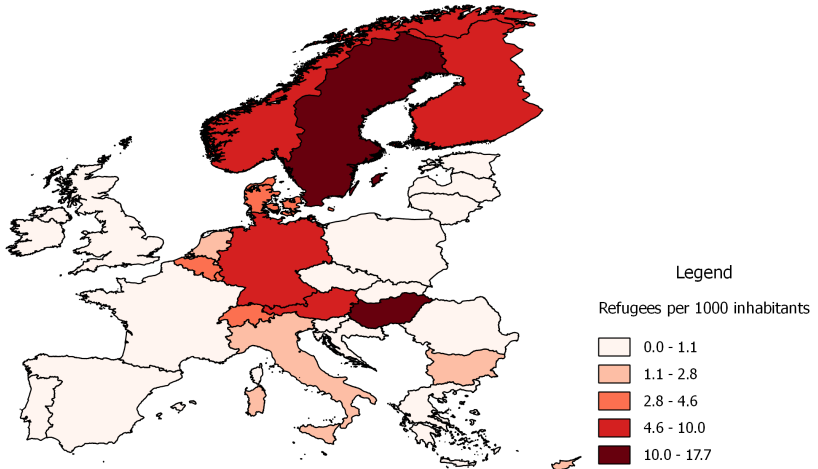 Legend
Refugees per 1000 inhabitants
0.0 - 1.1
1.1 - 2.8
2.8 - 4.6
4.6 - 10.0
10.0 - 17.7